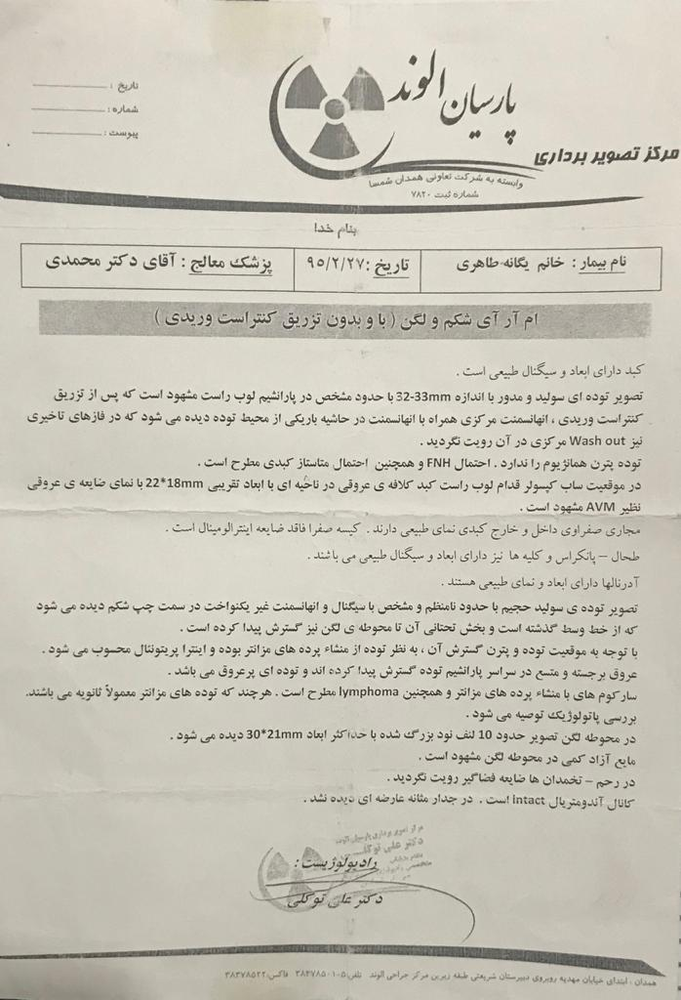 پارسیان الوند
مرکز تصویر برداری
وابسته به شرکت تعاونی همدان شمسا
شماره ثبت ۷۸۲۰
تاریخ :
شماره :
پیوست :
بنام خدا
نام بیمار : خانم یگانه طاهری
تاریخ : ۹۵/۲/۲۷
پزشک معالج : آقای دکتر محمدی
ام آر آی شکم و لگن ( با و بدون تزریق کنتراست وریدی )
کبد دارای ابعاد و سیگنال طبیعی است .
تصویر توده ای سولید و مدور با اندازه 32-33mm با حدود مشخص در پارانشیم لوب راست مشهود است که پس از تزریق
کنتراست وریدی ، انهانسمنت مرکزی همراه با انهانسمنت در حاشیه باریکی از محیط توده دیده می شود که در فازهای تاخیری
نیز Wash out مرکزی در آن رویت نگردید .
توده پترن همانژیوم را ندارد . احتمال FNH و همچنین احتمال متاستاز کبدی مطرح است .
در موقعیت ساب کپسولر قدام لوب راست کبد کلافه ی عروقی در ناحیه ای با ابعاد تقریبی 22*18mm با نمای ضایعه ی عروقی
نظیر AVM مشهود است .
مجاری صفراوی داخل و خارج کبدی نمای طبیعی دارند . کیسه صفرا فاقد ضایعه اینترالومینال است .
طحال – پانکراس و کلیه ها نیز دارای ابعاد و سیگنال طبیعی می باشند .
آدرنالها دارای ابعاد و نمای طبیعی هستند .
تصویر توده ی سولید حجیم با حدود نامنظم و مشخص با سیگنال و انهانسمنت غیر یکنواخت در سمت چپ شکم دیده می شود
که از خط وسط گذشته است و بخش تحتانی آن تا محوطه ی لگن نیز گسترش پیدا کرده است .
با توجه به موقعیت توده و پترن گسترش آن ، به نظر توده از منشاء پرده های مزانتر بوده و اینترا پریتونئال محسوب می شود .
عروق برجسته و متسع در سراسر پارانشیم توده گسترش پیدا کرده اند و توده ای پرعروق می باشد .
سارکوم های با منشاء پرده های مزانتر و همچنین lymphoma مطرح است . هرچند که توده های مزانتر معمولاً ثانویه می باشند.
بررسی پاتولوژیک توصیه می شود .
در محوطه لگن تصویر حدود 10 لنف نود بزرگ شده با حداکثر ابعاد 30*21mm دیده می شود .
مایع آزاد کمی در محوطه لگن مشهود است .
در رحم – تخمدان ها ضایعه فضاگیر رویت نگردید .
کانال آندومتریال intact است . در جدار مثانه عارضه ای دیده نشد .
مرکز تصویر برداری پارسیان الوند
دکتر علی توکلی
رادیولوژیست :
دکتر علی توکلی
همدان ، ابتدای خیابان مهدیه روبروی دبیرستان شریعتی طبقه زیرین مرکز جراحی الوند تلفن:۵-۳۸۳۷۸۵۰۱ فاکس:۳۸۳۷۸۵۲۲